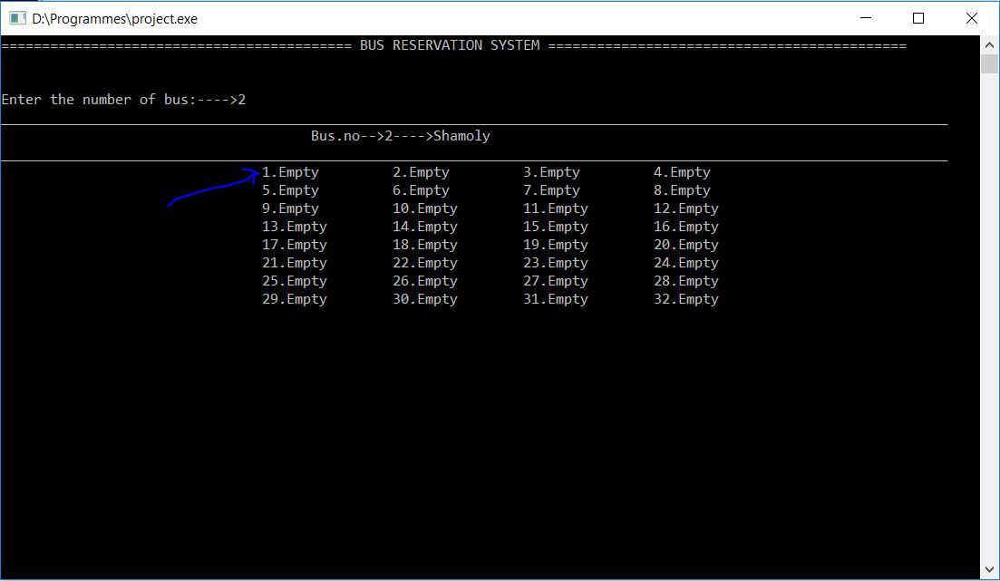 D:\Programmes\project.exe
=========================================== BUS RESERVATION SYSTEM ============================================
Enter the number of bus:---->2
Bus.no-->2---->Shamoly
1.Empty 2.Empty 3.Empty 4.Empty
5.Empty 6.Empty 7.Empty 8.Empty
9.Empty 10.Empty 11.Empty 12.Empty
13.Empty 14.Empty 15.Empty 16.Empty
17.Empty 18.Empty 19.Empty 20.Empty
21.Empty 22.Empty 23.Empty 24.Empty
25.Empty 26.Empty 27.Empty 28.Empty
29.Empty 30.Empty 31.Empty 32.Empty